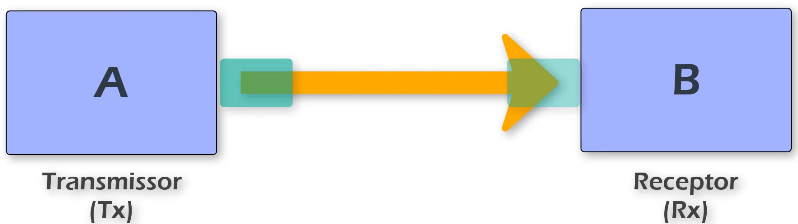 A
B
Transmissor
(Tx)
Receptor
(Rx)